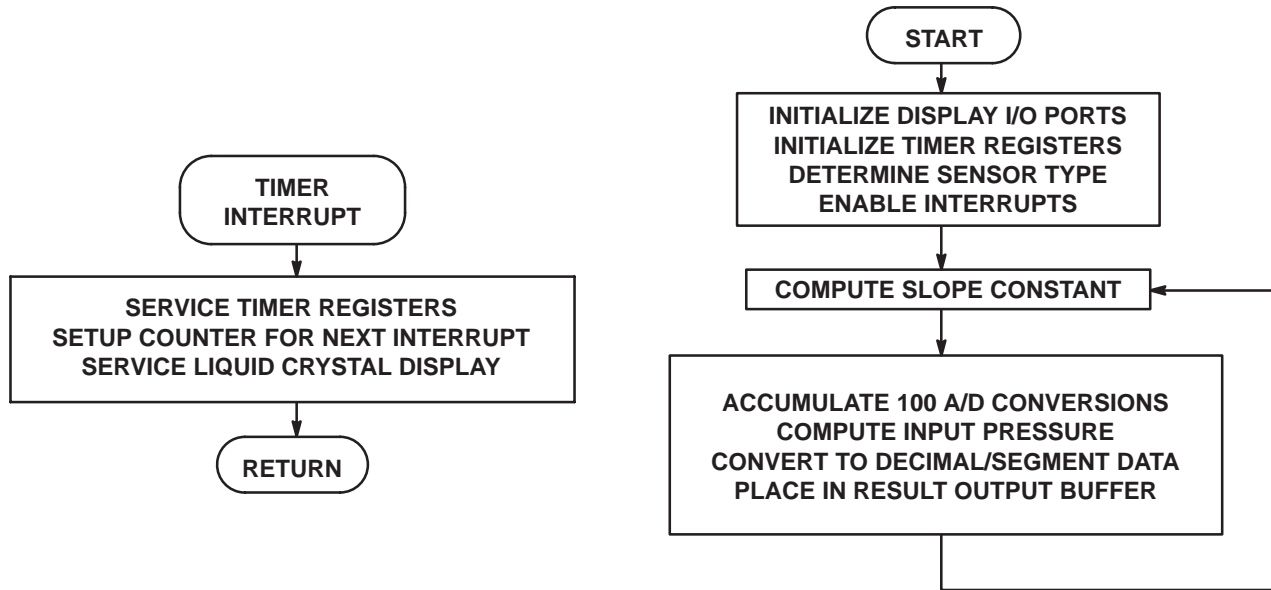 TIMER
INTERRUPT
SERVICE TIMER REGISTERS
SETUP COUNTER FOR NEXT INTERRUPT
SERVICE LIQUID CRYSTAL DISPLAY
RETURN
START
INITIALIZE DISPLAY I/O PORTS
INITIALIZE TIMER REGISTERS
DETERMINE SENSOR TYPE
ENABLE INTERRUPTS
COMPUTE SLOPE CONSTANT
ACCUMULATE 100 A/D CONVERSIONS
COMPUTE INPUT PRESSURE
CONVERT TO DECIMAL/SEGMENT DATA
PLACE IN RESULT OUTPUT BUFFER